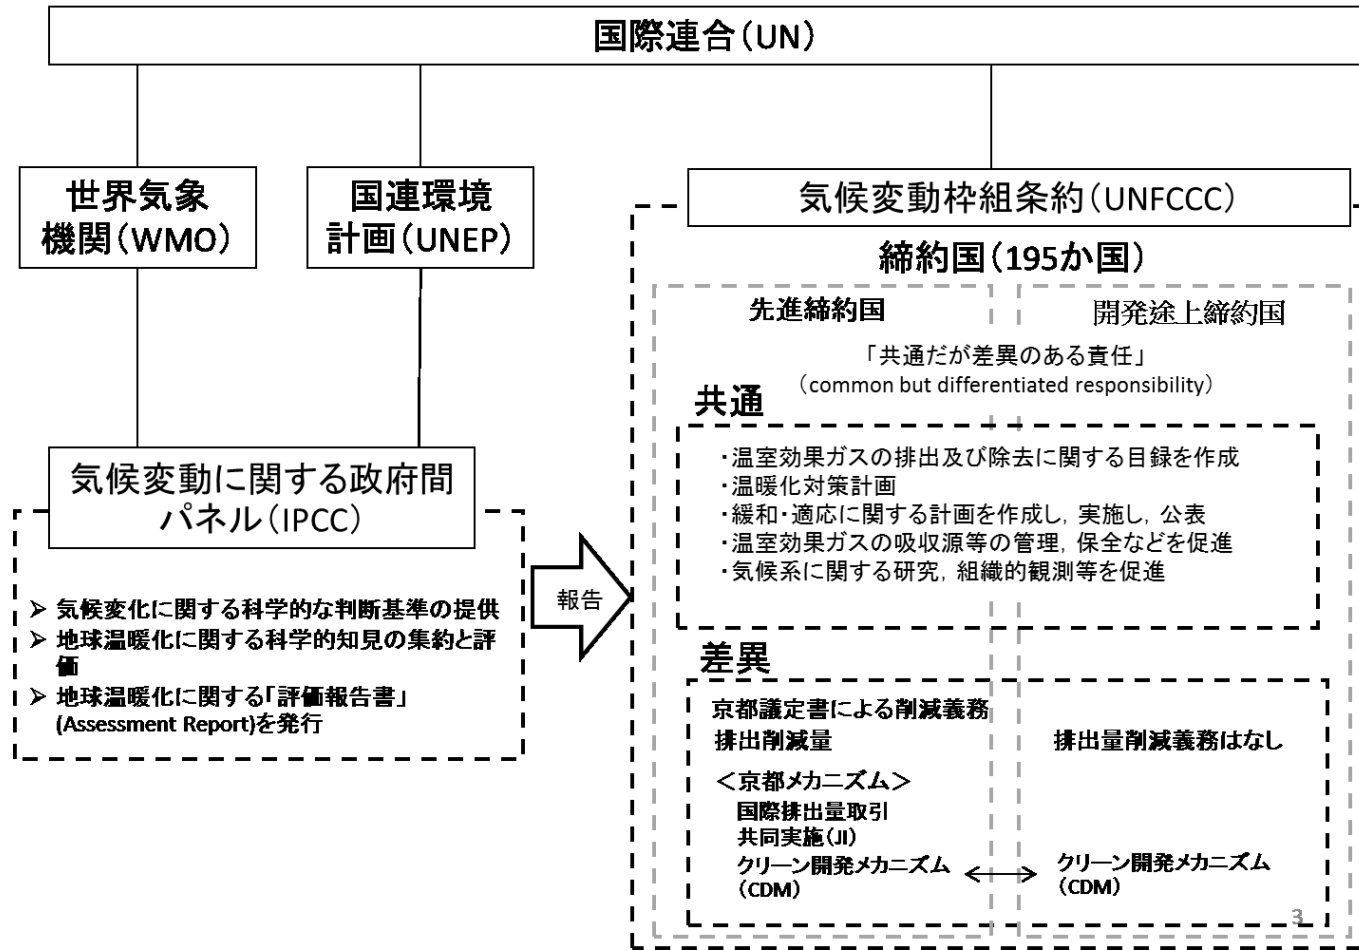 国際連合(UN)
世界気象
機関(WMO)
国連環境
計画(UNEP)
気候変動に関する政府間
パネル(IPCC)
➢ 気候変化に関する科学的な判断基準の提供
➢ 地球温暖化に関する科学的知見の集約と評
価
➢ 地球温暖化に関する「評価報告書」
(Assessment Report)を発行
報告
気候変動枠組条約(UNFCCC)
締約国(195か国)
先進締約国
開発途上締約国
「共通だが差異のある責任」
(common but differentiated responsibility)
共通
・温室効果ガスの排出及び除去に関する目録を作成
・温暖化対策計画
・緩和・適応に関する計画を作成し, 実施し, 公表
・温室効果ガスの吸収源等の管理, 保全などを促進
・気候系に関する研究, 組織的観測等を促進
差異
京都議定書による削減義務
排出削減量
排出量削減義務はなし
<京都メカニズム>
国際排出量取引
共同実施(JI)
クリーン開発メカニズム
(CDM)
クリーン開発メカニズム
(CDM)
3